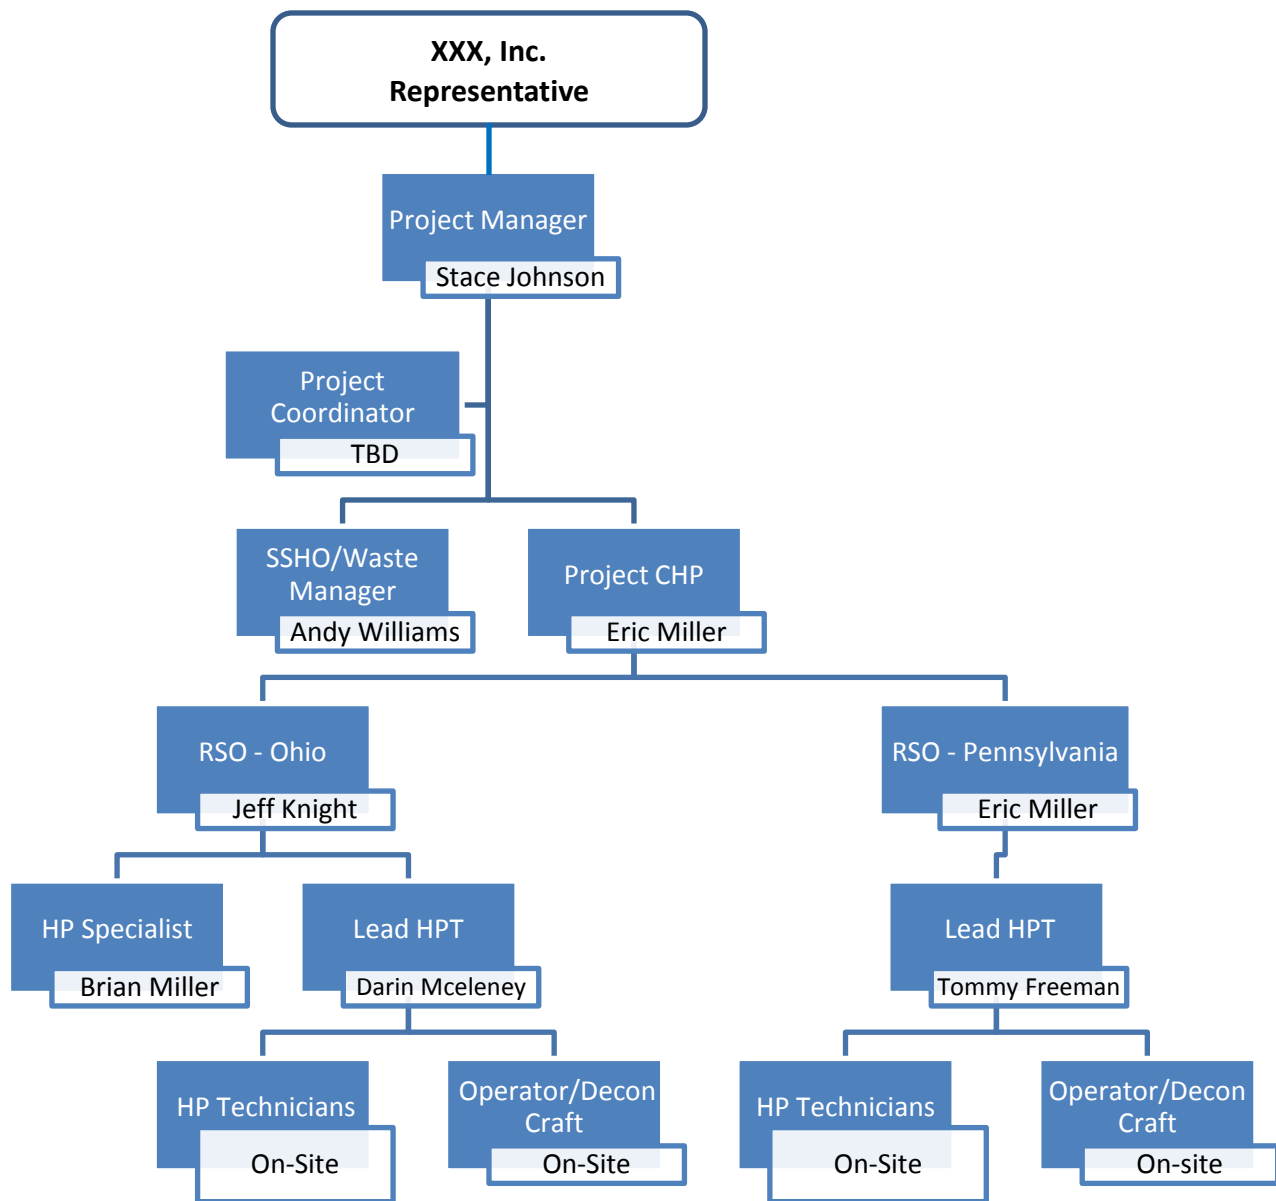 XXX, Inc.
Representative
Project Manager
Stace Johnson
Project
Coordinator
TBD
SSHO/Waste
Manager
Andy Williams
Project CHP
Eric Miller
RSO - Ohio
Jeff Knight
RSO - Pennsylvania
Eric Miller
HP Specialist
Brian Miller
Lead HPT
Darin Mceleney
Lead HPT
Tommy Freeman
HP Technicians
On-Site
Operator/Decon
Craft
On-Site
HP Technicians
On-Site
Operator/Decon
Craft
On-site